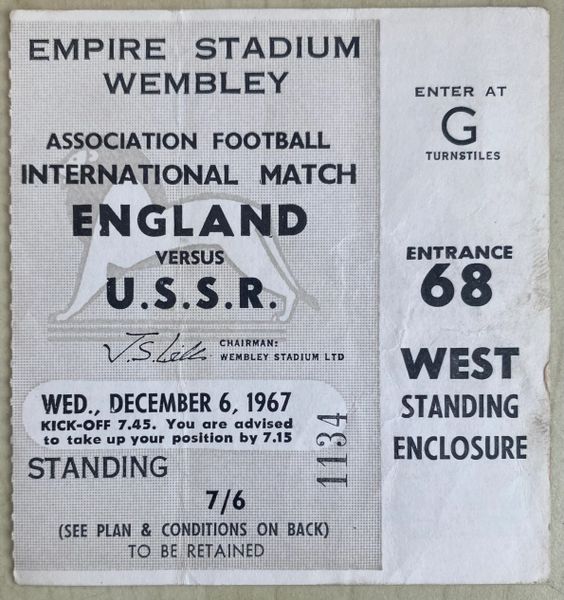 EMPIRE STADIUM
WEMBLEY
ASSOCIATION FOOTBALL
INTERNATIONAL MATCH
ENGLAND
VERSUS
U.S.S.R.
J.S. Lill
CHAIRMAN:
WEMBLEY STADIUM LTD
WED., DECEMBER 6, 1967
KICK-OFF 7.45. You are advised
to take up your position by 7.15
STANDING
1134
7/6
(SEE PLAN & CONDITIONS ON BACK)
TO BE RETAINED
ENTER AT
G
TURNSTILES
ENTRANCE
68
WEST
STANDING
ENCLOSURE